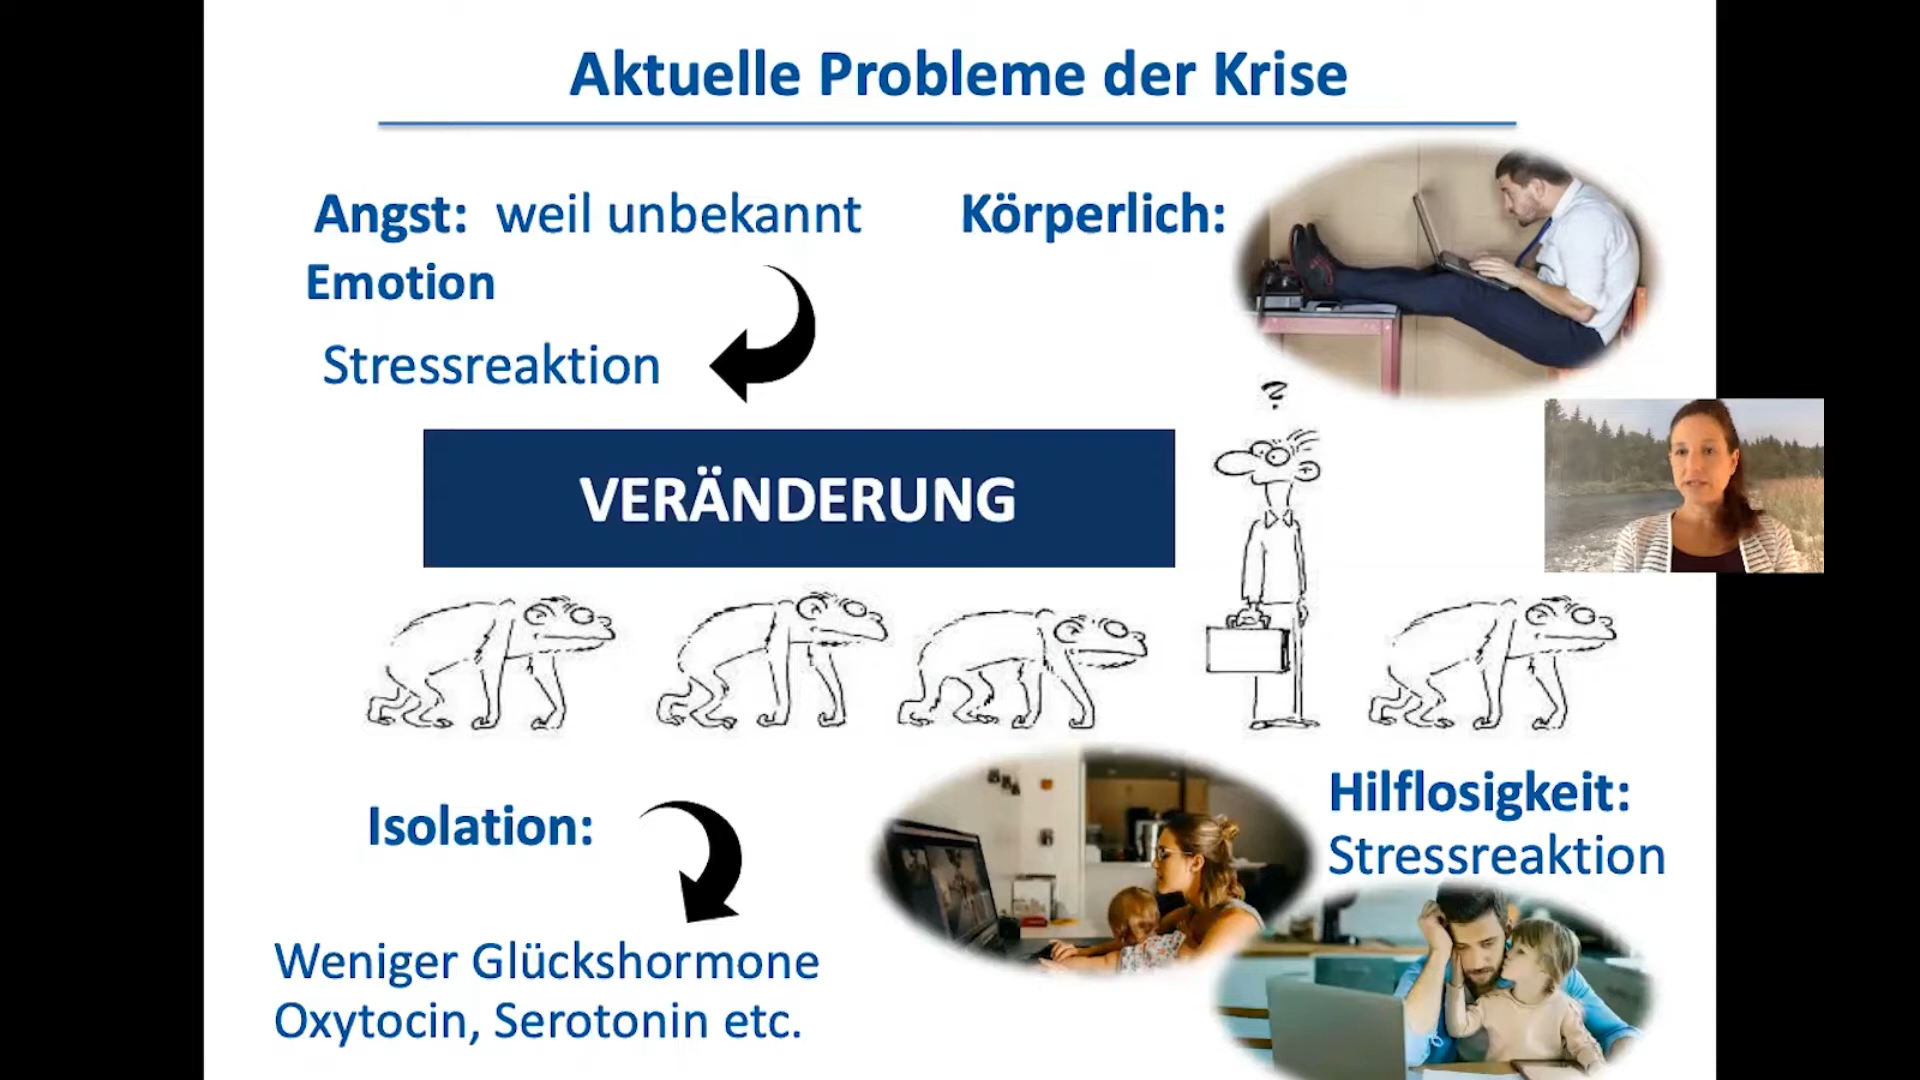 Aktuelle Probleme der Krise
Angst: weil unbekannt
Körperlich:
Emotion
Stressreaktion
?
VERÄNDERUNG
Isolation:
Hilflosigkeit:
Stressreaktion
Weniger Glückshormone
Oxytocin, Serotonin etc.